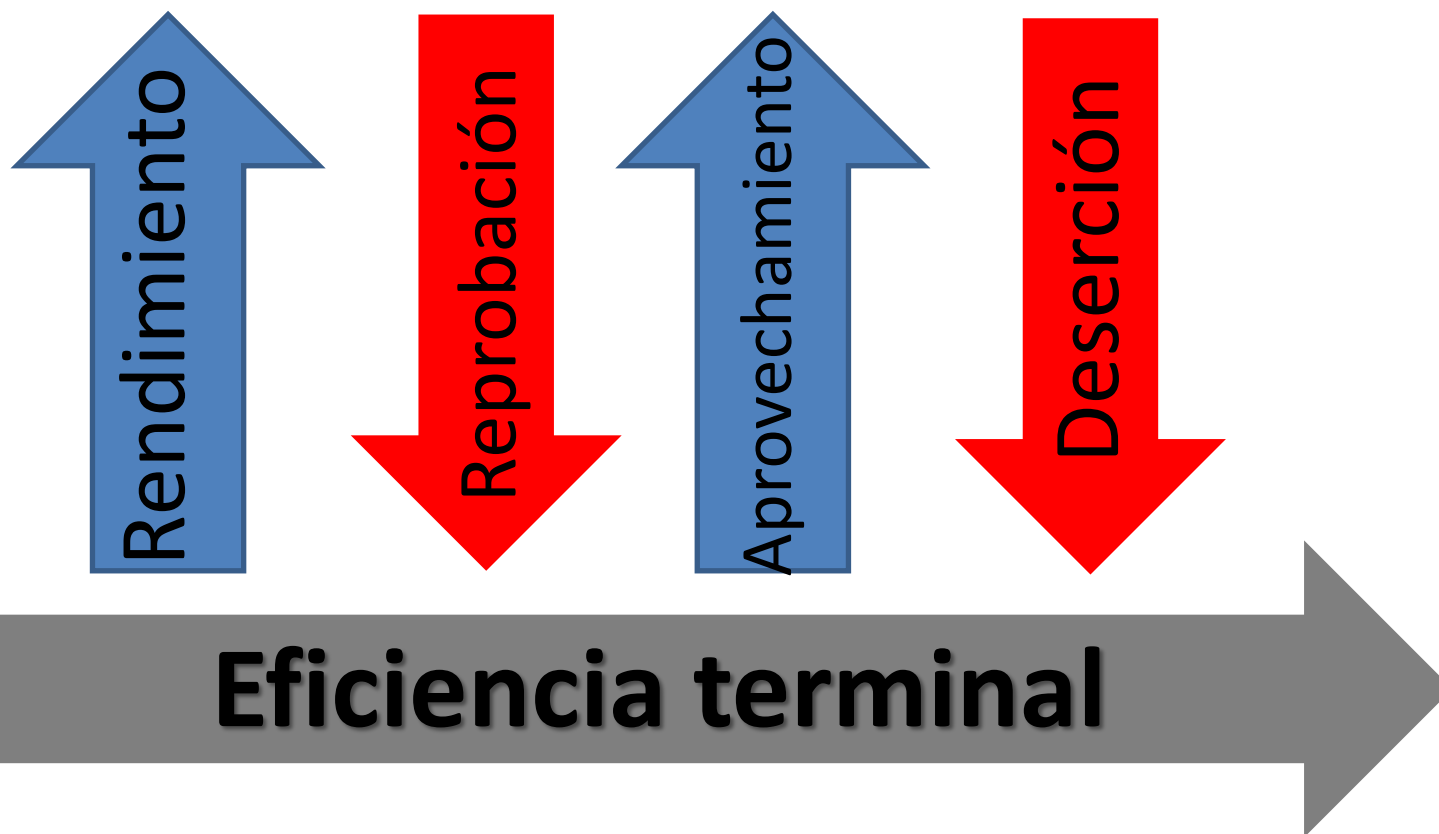 Rendimiento
Reprobación
Aprovechamiento
Deserción
Eficiencia terminal